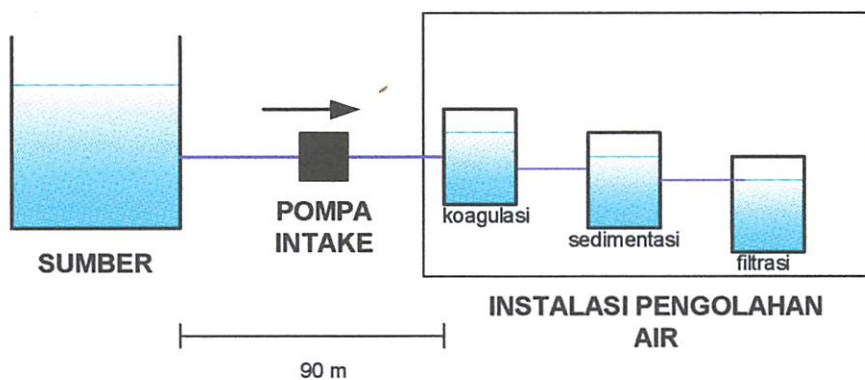 koagulasi
sedimentasi
filtrasi
POMPA
INTAKE
SUMBER
INSTALASI PENGOLAHAN
AIR
90 m